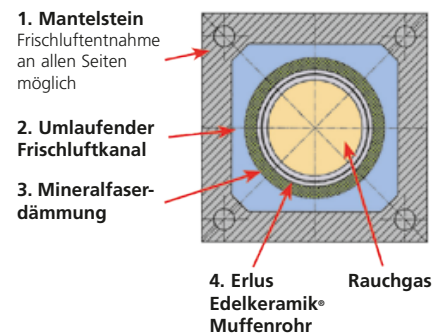 1. Mantelstein
Frischluftentnahme
an allen Seiten
möglich
2. Umlaufender
Frischluftkanal
3. Mineralfaser-
dämmung
4. Erlus
Edelkeramik®
Muffenrohr
Rauchgas